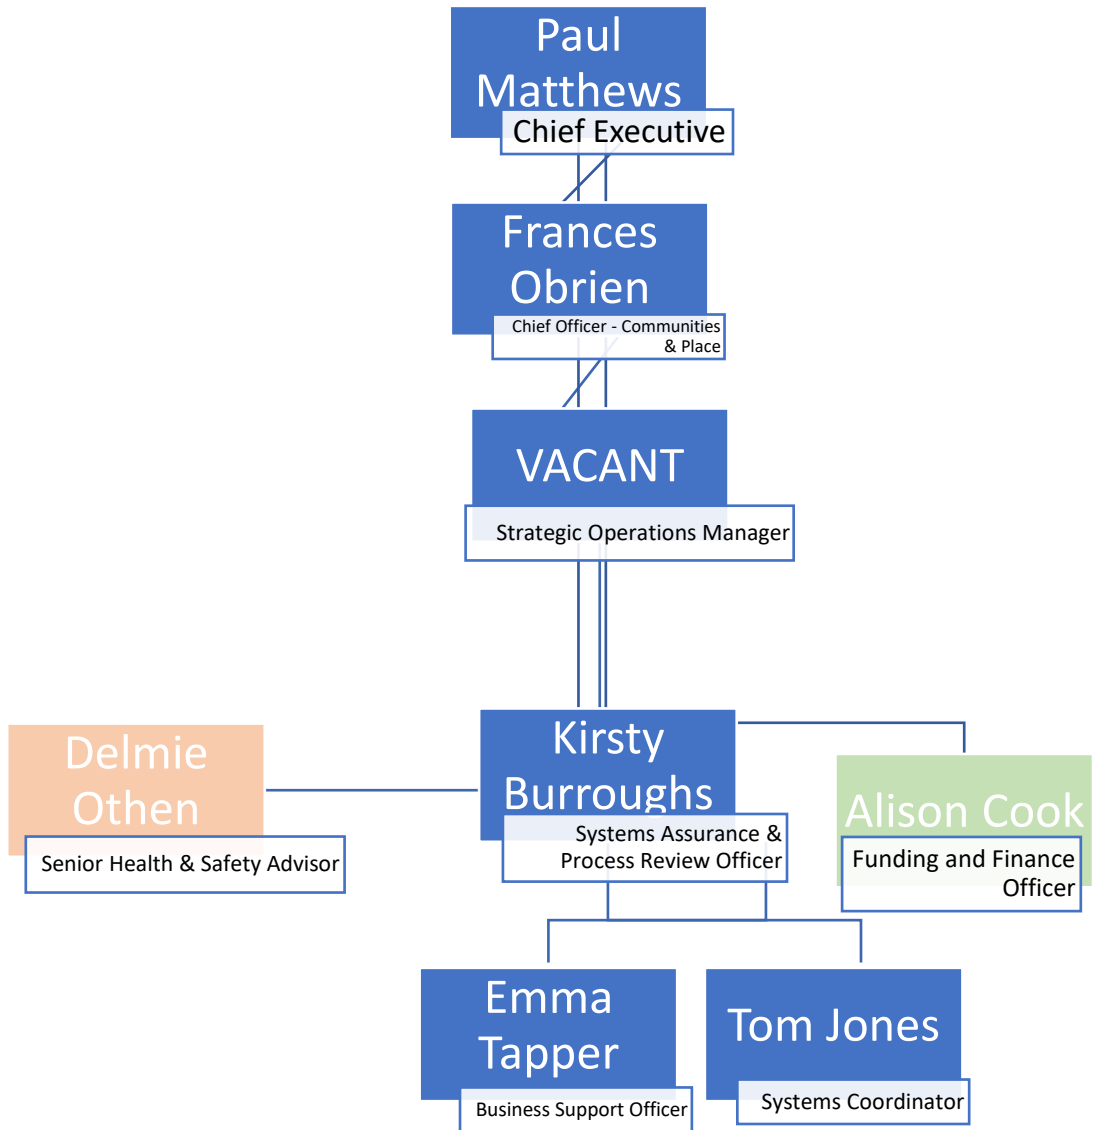 Paul
Matthews
Chief Executive
Frances
Obrien
Chief Officer - Communities
& Place
VACANT
Strategic Operations Manager
Delmie
Othen
Senior Health & Safety Advisor
Kirsty
Burroughs
Systems Assurance &
Process Review Officer
Alison Cook
Funding and Finance
Officer
Emma
Tapper
Business Support Officer
Tom Jones
Systems Coordinator